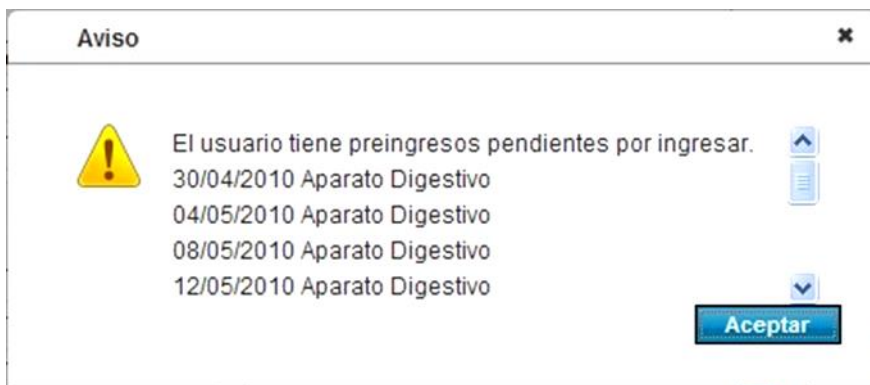 Aviso
El usuario tiene preingresos pendientes por ingresar.
30/04/2010 Aparato Digestivo
04/05/2010 Aparato Digestivo
08/05/2010 Aparato Digestivo
12/05/2010 Aparato Digestivo
Aceptar